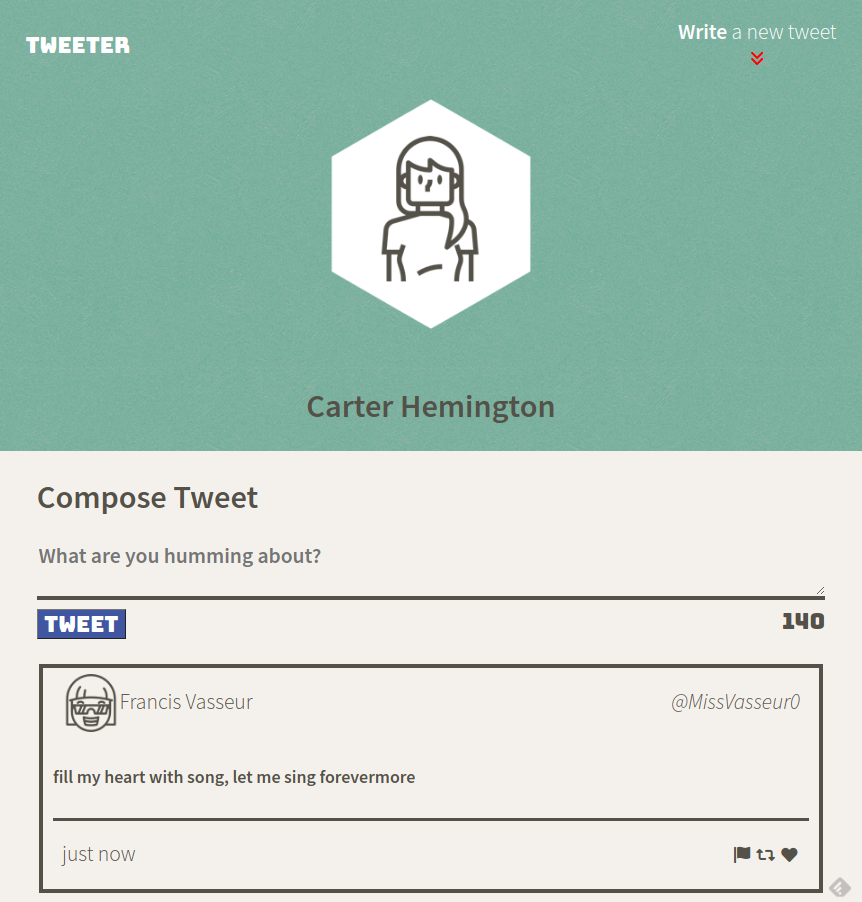 TWEETER
Write a new tweet
Carter Hemington
Compose Tweet
What are you humming about?
TWEET
140
Francis Vasseur
@MissVasseur0
fill my heart with song, let me sing forevermore
just now